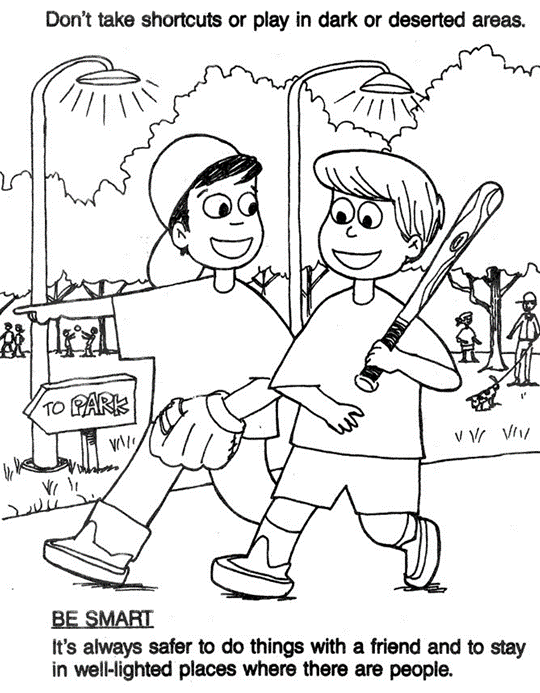 Don't take shortcuts or play in dark or deserted areas.
TO PARK
BE SMART
It's always safer to do things with a friend and to stay
in well-lighted places where there are people.